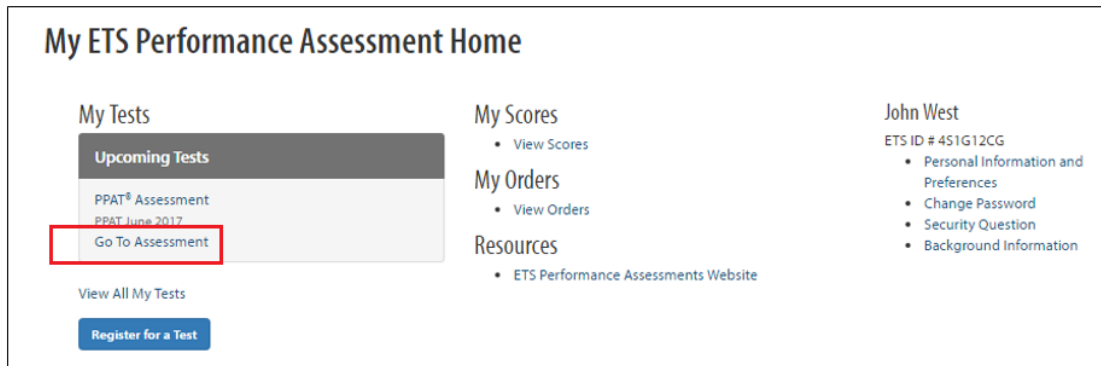 My ETS Performance Assessment Home
My Tests
Upcoming Tests
PPAT® Assessment
PPAT June 2017
Go To Assessment
View All My Tests
Register for a Test
My Scores
• View Scores
My Orders
• View Orders
Resources
• ETS Performance Assessments Website
John West
ETS ID # 4S1G12CG
• Personal Information and
Preferences
• Change Password
• Security Question
• Background Information